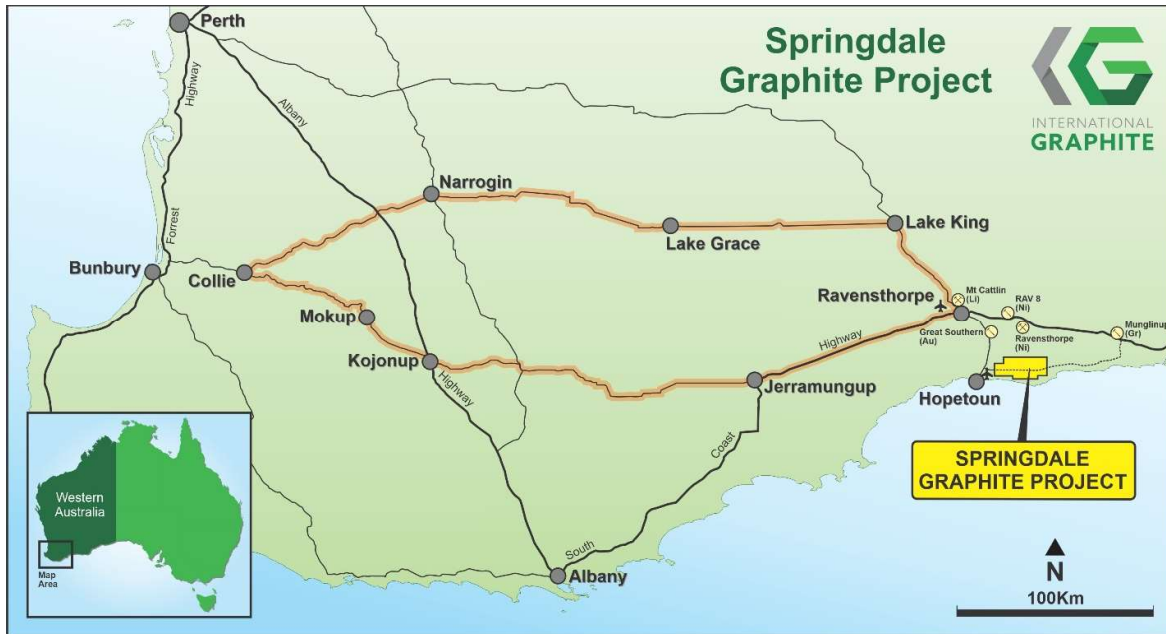 Perth
Springdale
Graphite Project
INTERNATIONAL
GRAPHITE
Highway
Albany
Narrogin
Lake Grace
Lake King
Forrest
Bunbury
Collie
Mokup
Kojonup
Highway
Ravensthorpe
Mt Cattlin
(Li)
RAV 8
(Ni)
Great Southern
(Au)
Ravensthorpe
(Ni)
Munglinup
(Gr)
Highway
Jerramungup
Hopetoun
SPRINGDALE
GRAPHITE PROJECT
Coast
South
Albany
Western
Australia
Map
Area
N
100Km